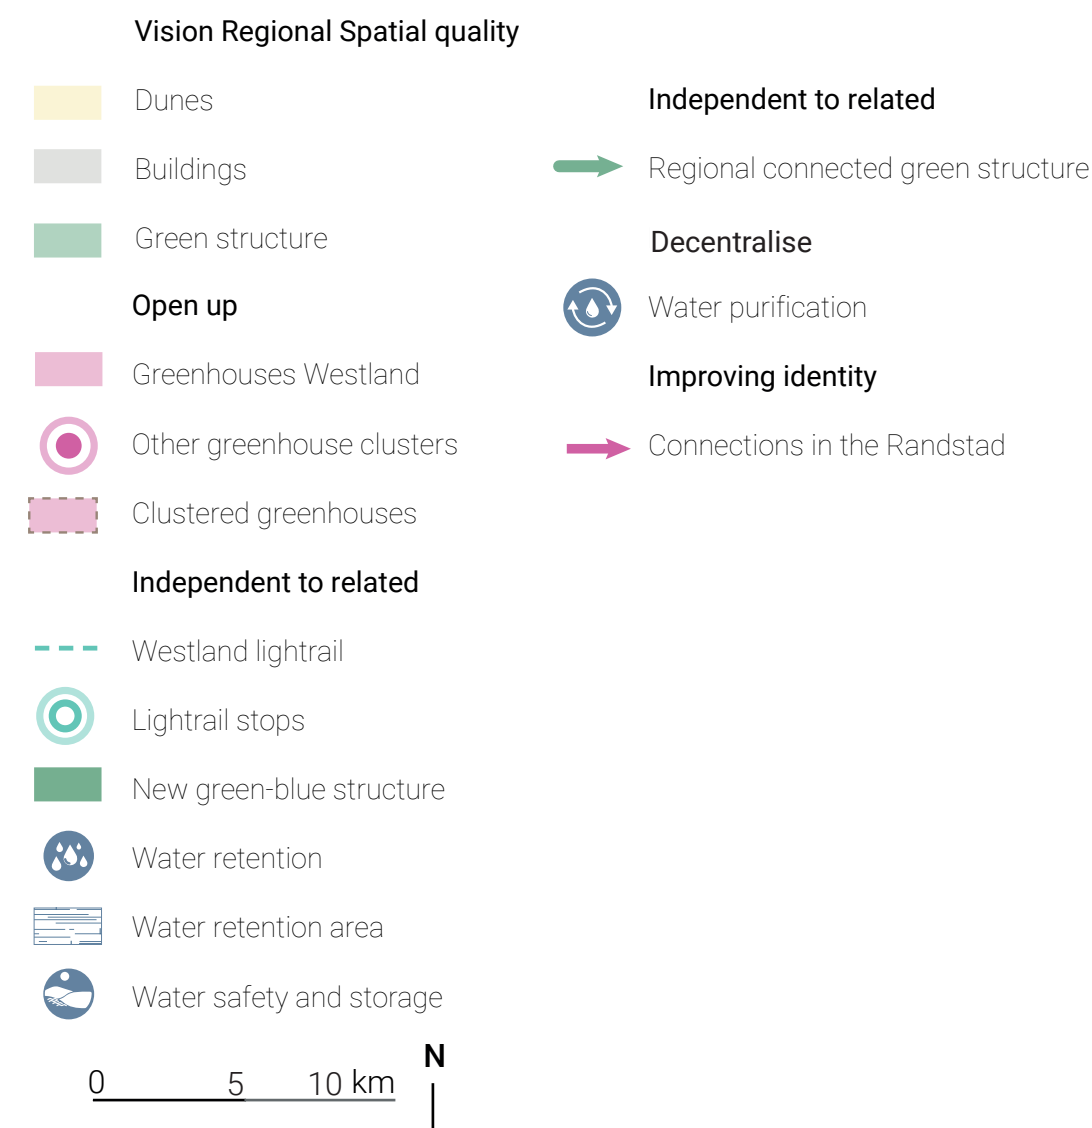 Vision Regional Spatial quality
Dunes
Buildings
Green structure
Open up
Greenhouses Westland
Other greenhouse clusters
Clustered greenhouses
Independent to related
Westland lightrail
Lightrail stops
New green-blue structure
Water retention
Water retention area
Water safety and storage
0 5 10 km
N
Independent to related
Regional connected green structure
Decentralise
Water purification
Improving identity
Connections in the Randstad